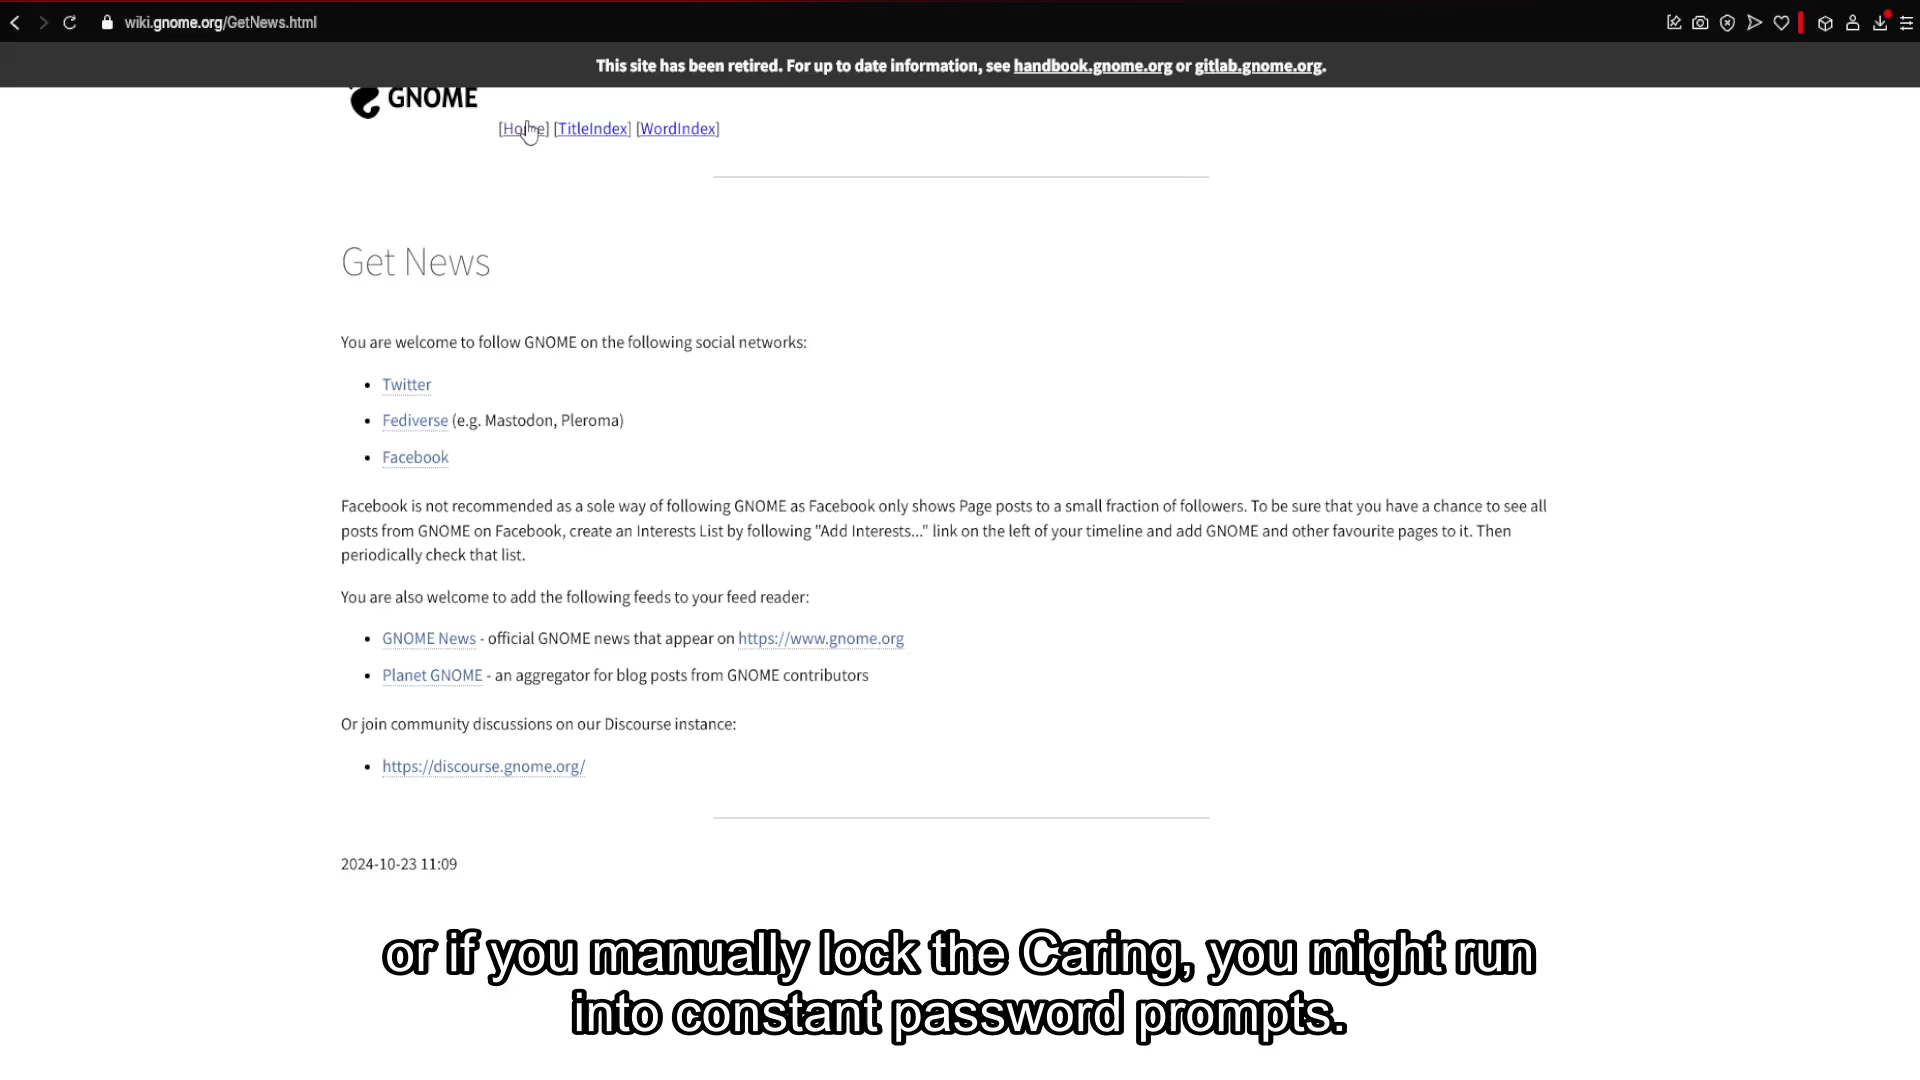 wiki.gnome.org/GetNews.html
This site has been retired. For up to date information, see handbook.gnome.org or gitlab.gnome.org.
GNOME
[Home] [TitleIndex] [WordIndex]
Get News
You are welcome to follow GNOME on the following social networks:
• Twitter
• Fediverse (e.g. Mastodon, Pleroma)
• Facebook
Facebook is not recommended as a sole way of following GNOME as Facebook only shows Page posts to a small fraction of followers. To be sure that you have a chance to see all
posts from GNOME on Facebook, create an Interests List by following "Add Interests..." link on the left of your timeline and add GNOME and other favourite pages to it. Then
periodically check that list.
You are also welcome to add the following feeds to your feed reader:
• GNOME News - official GNOME news that appear on https://www.gnome.org
• Planet GNOME - an aggregator for blog posts from GNOME contributors
Or join community discussions on our Discourse instance:
• https://discourse.gnome.org/
2024-10-23 11:09
or if you manually lock the Caring, you might run
into constant password prompts.